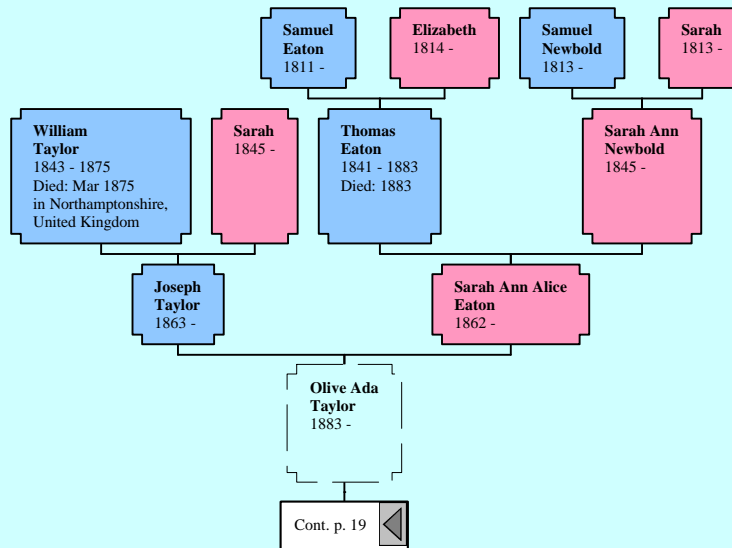 Samuel
Eaton
1811 -
Elizabeth
1814 -
Samuel
Newbold
1813 -
Sarah
1813 -
William
Taylor
1843 - 1875
Died: Mar 1875
in Northamptonshire,
United Kingdom
Sarah
1845 -
Thomas
Eaton
1841 - 1883
Died: 1883
Sarah Ann
Newbold
1845 -
Joseph
Taylor
1863 -
Sarah Ann Alice
Eaton
1862 -
Olive Ada
Taylor
1883 -
Cont. p. 19